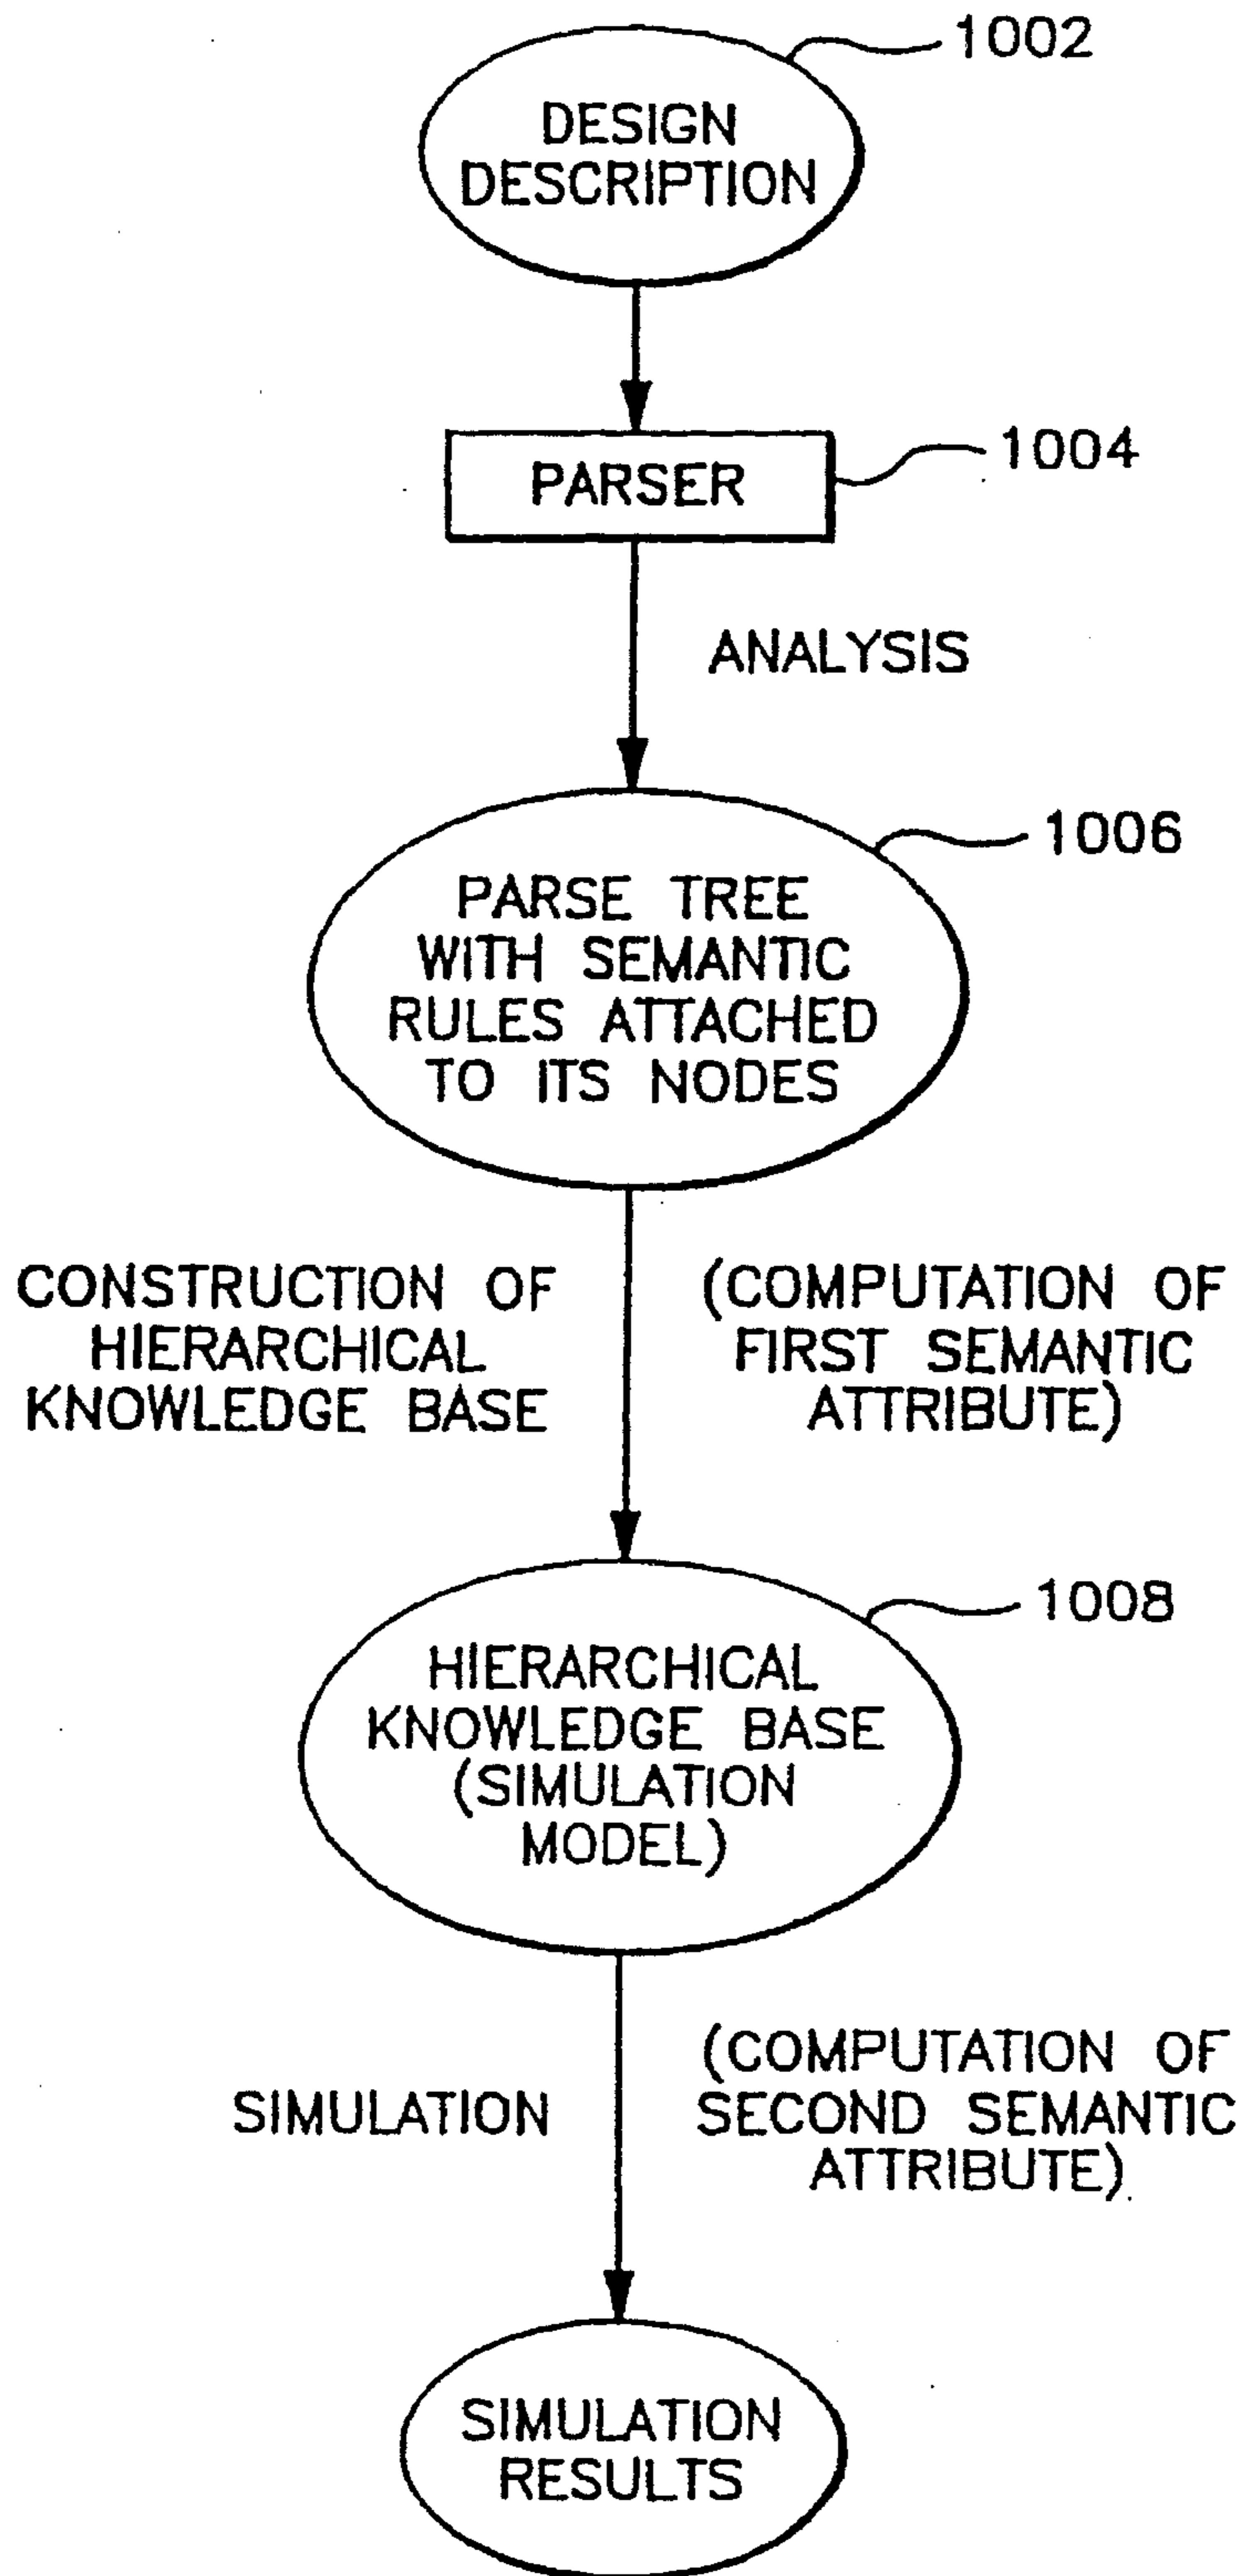 1002
DESIGN
DESCRIPTION
1004
PARSER
ANALYSIS
1006
PARSE TREE
WITH SEMANTIC
RULES ATTACHED
TO ITS NODES
CONSTRUCTION OF
HIERARCHICAL
KNOWLEDGE BASE
(COMPUTATION OF
FIRST SEMANTIC
ATTRIBUTE)
1008
HIERARCHICAL
KNOWLEDGE BASE
(SIMULATION
MODEL)
SIMULATION
(COMPUTATION OF
SECOND SEMANTIC
ATTRIBUTE)
SIMULATION
RESULTS